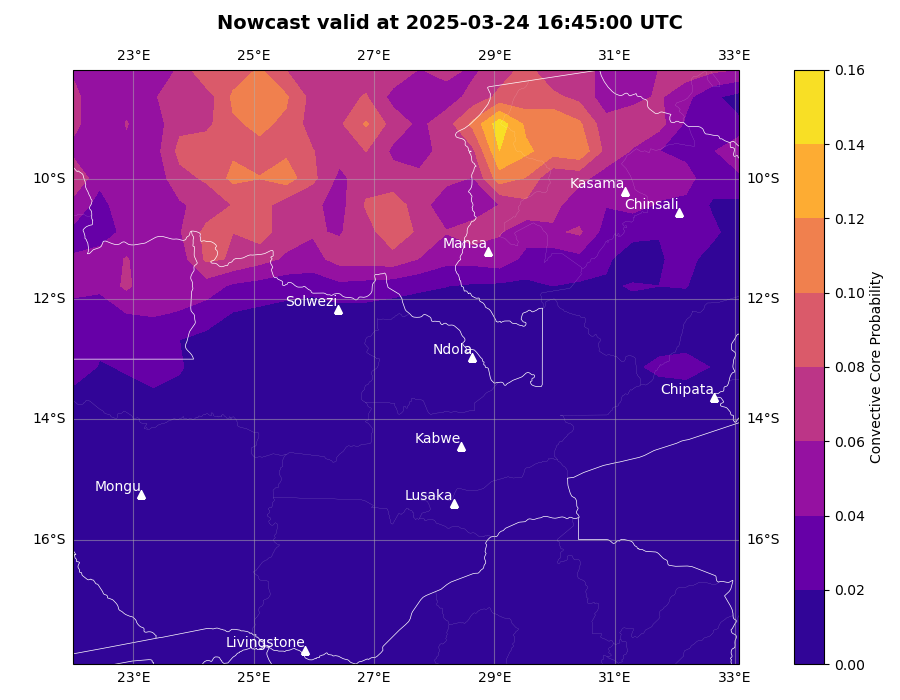 Nowcast valid at 2025-03-24 16:45:00 UTC
23°E 25°E 27°E 29°E 31°E 33°E
0.16
0.14
10°S Kasama 10°S
Chinsali
0.12
Mansa
0.10
12°S Solwezi 12°S
Ndola
0.08
Chipata
14°S 14°S
Kabwe
0.06
Mongu Lusaka
0.04
16°S 16°S
0.02
Livingstone
0.00
23°E 25°E 27°E 29°E 31°E 33°E
Convective Core Probability